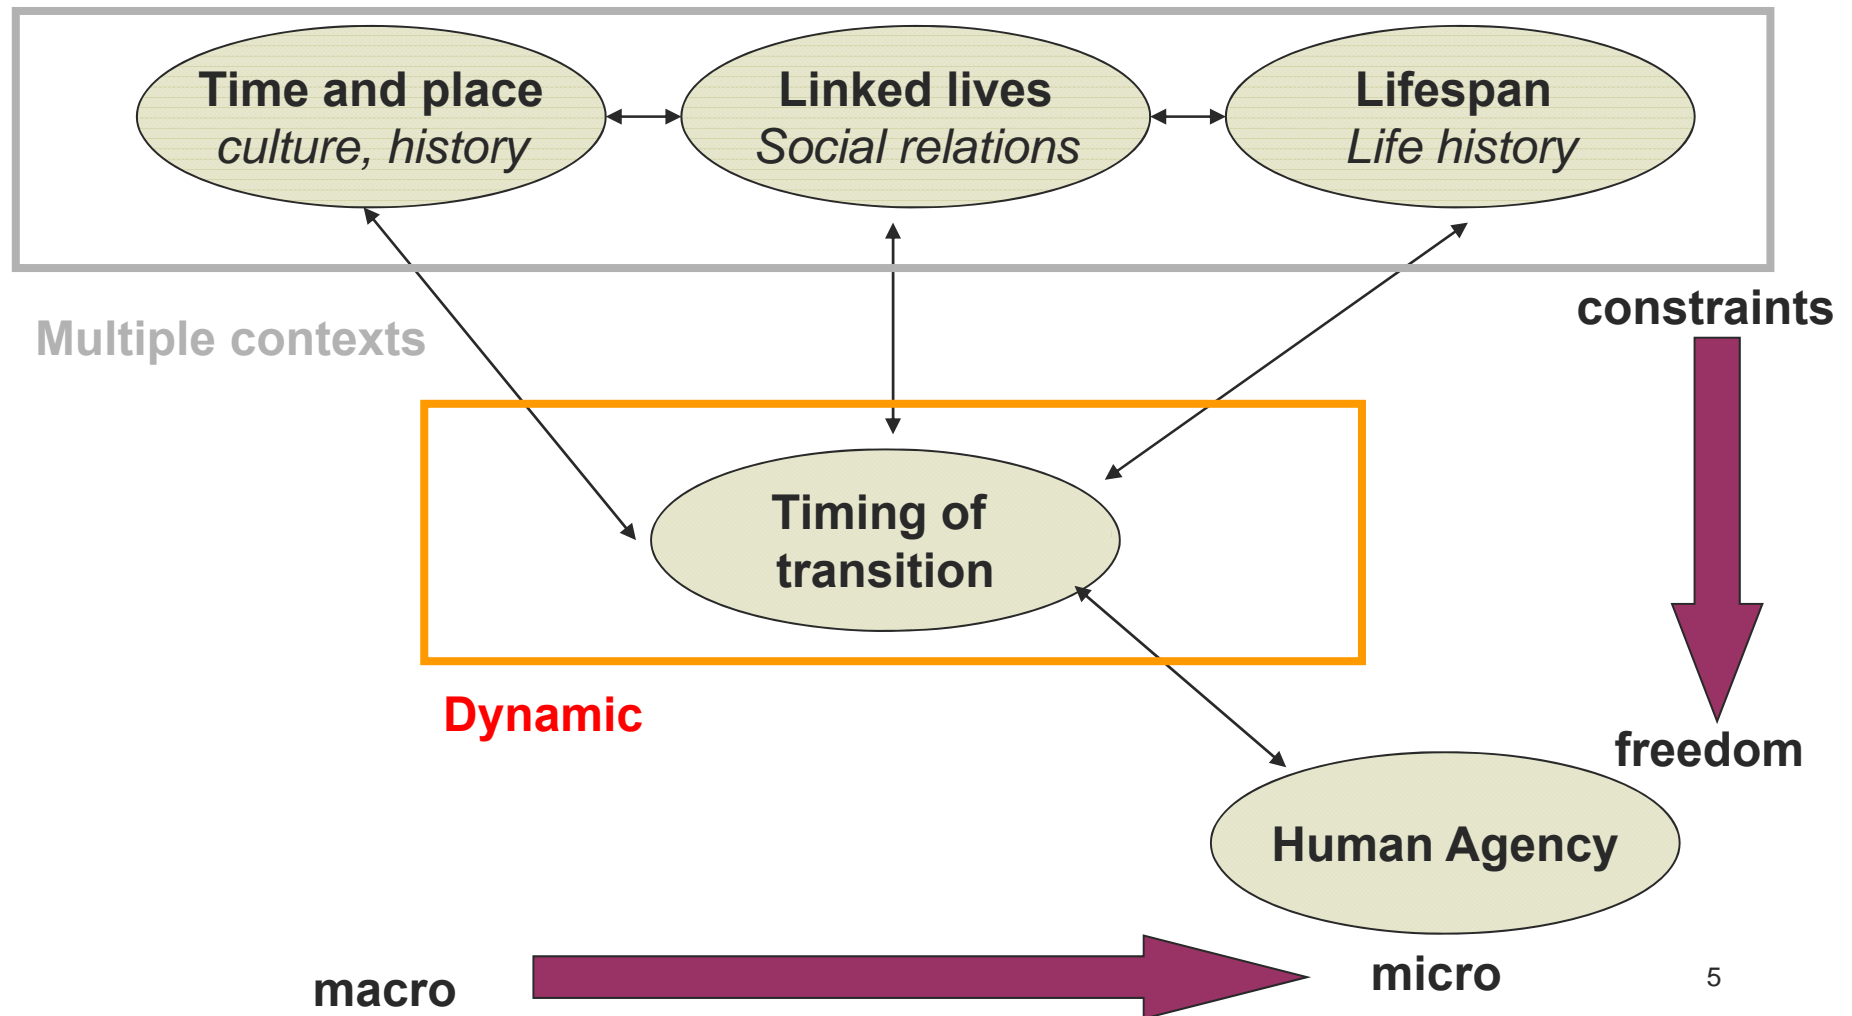 Time and place
culture, history
Linked lives
Social relations
Lifespan
Life history
constraints
Multiple contexts
Timing of
transition
Dynamic
freedom
Human Agency
macro
micro
5